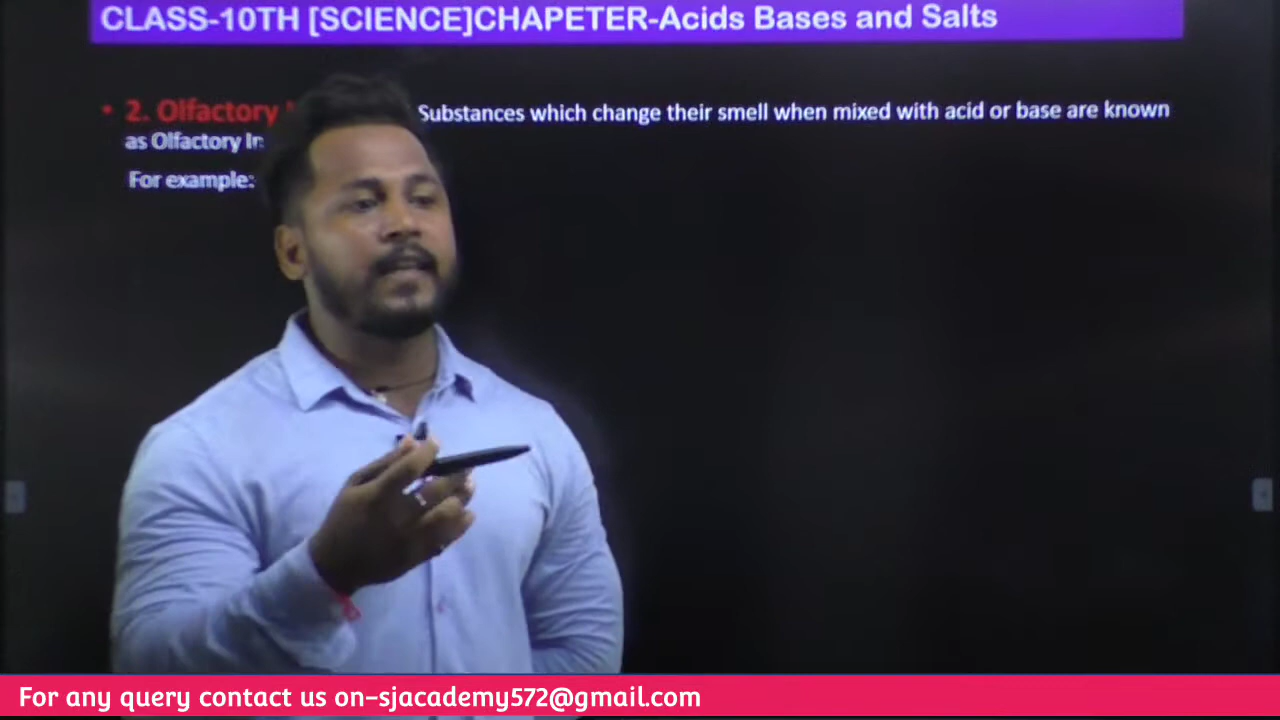 CLASS-10TH [SCIENCE]CHAPETER-Acids Bases and Salts
• 2. Olfactory Substances which change their smell when mixed with acid or base are known
as Olfactory In
For example:
For any query contact us on-sjacademy572@gmail.com